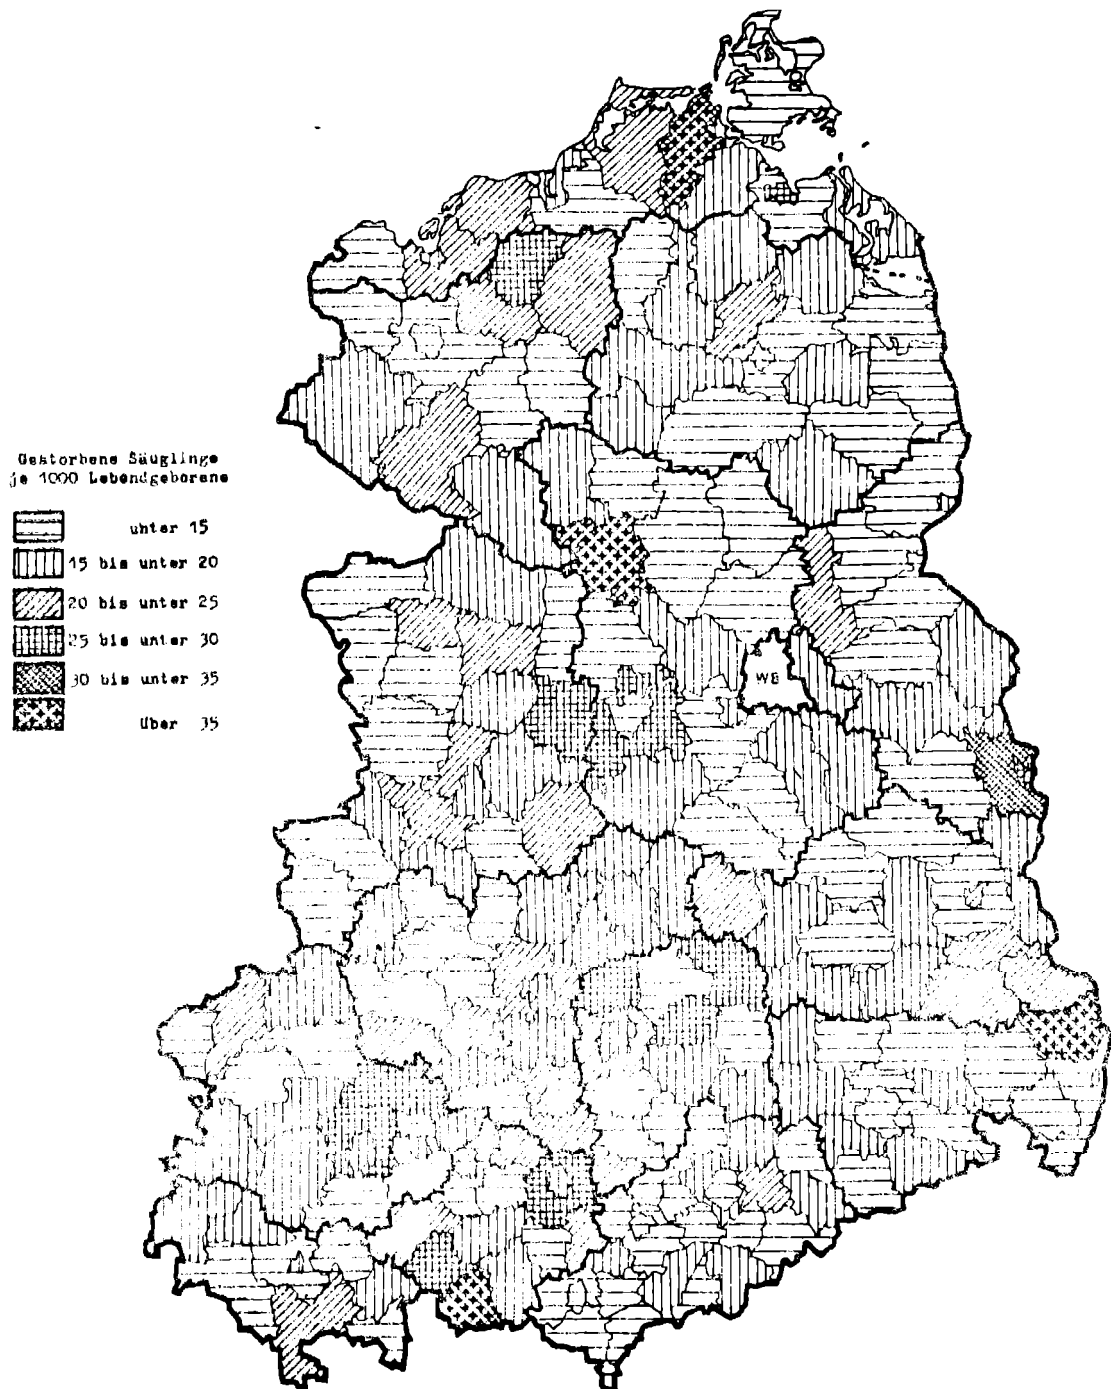 Gestorbene Säuglinge
je 1000 Lebendgeborene
unter 15
15 bis unter 20
20 bis unter 25
25 bis unter 30
30 bis unter 35
Über 35
WB